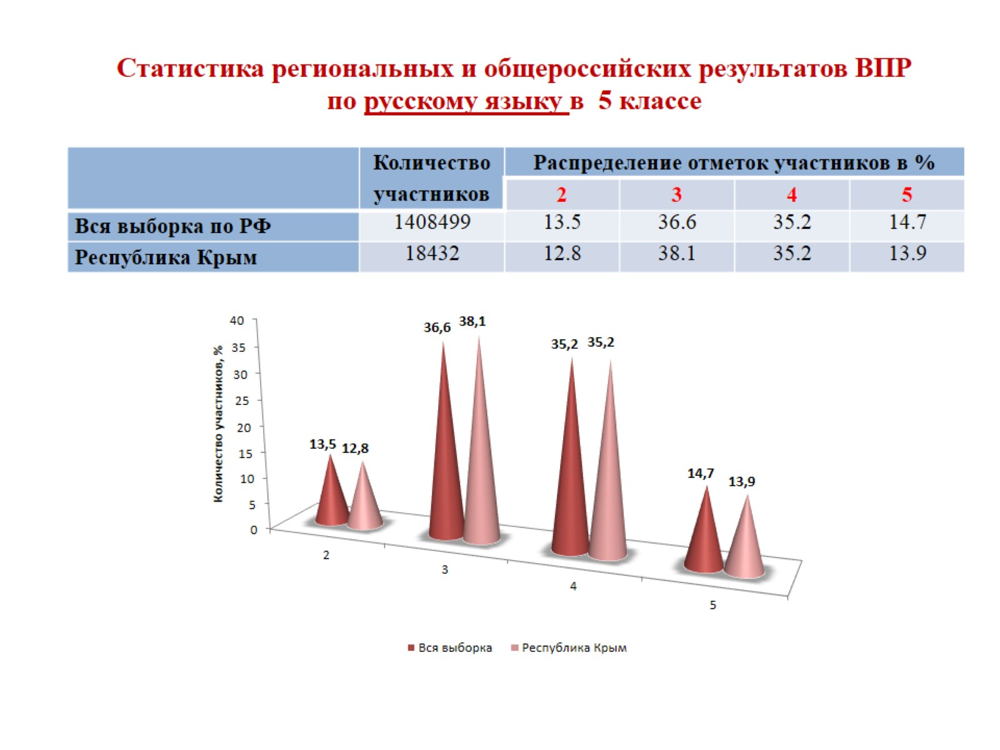 Статистика региональных и общероссийских результатов ВПР
по русскому языку в 5 классе
Количество участников
Распределение отметок участников в %
2 3 4 5
Вся выборка по РФ 1408499 13.5 36.6 35.2 14.7
Республика Крым 18432 12.8 38.1 35.2 13.9
Количество участников, %
40
35
30
25
20
15
10
5
0
13,5 12,8
36,6 38,1
35,2 35,2
14,7 13,9
2
3
4
5
Вся выборка Республика Крым